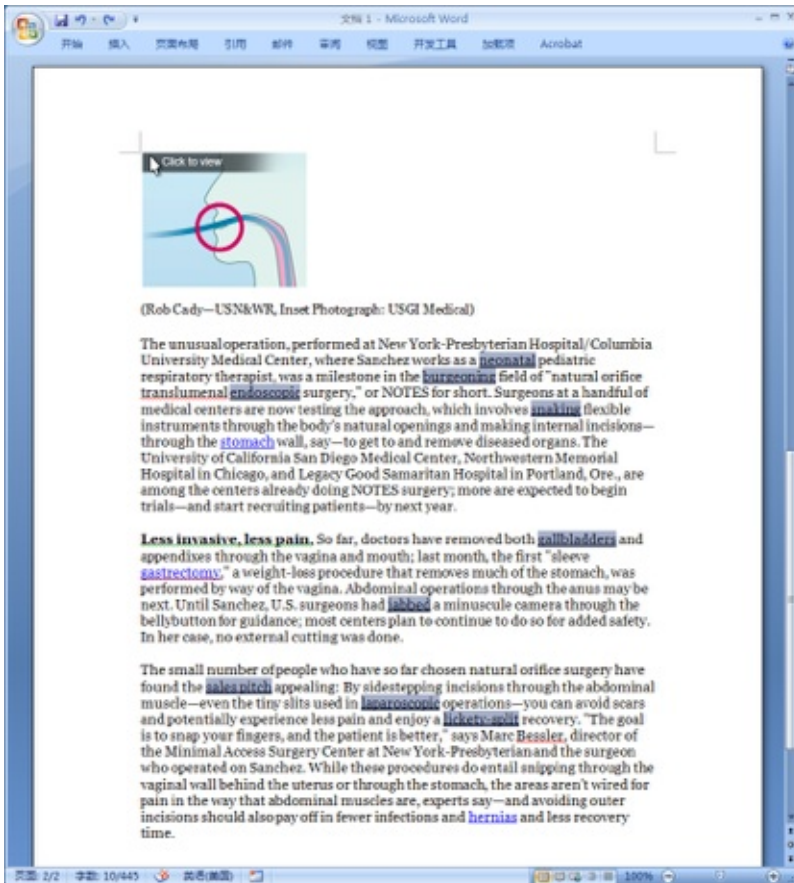 文档 1 - Microsoft Word
开始 插入 页面布局 引用 邮件 审阅 视图 开发工具 加载项 Acrobat
Click to view
(Rob Cady—USN&WR, Inset Photograph: USGI Medical)
The unusual operation, performed at New York-Presbyterian Hospital/Columbia
University Medical Center, where Sanchez works as a neonatal pediatric
respiratory therapist, was a milestone in the burgeoning field of "natural orifice
translumenal endoscopic surgery," or NOTES for short. Surgeons at a handful of
medical centers are now testing the approach, which involves snaking flexible
instruments through the body's natural openings and making internal incisions—
through the stomach wall, say—to get to and remove diseased organs. The
University of California San Diego Medical Center, Northwestern Memorial
Hospital in Chicago, and Legacy Good Samaritan Hospital in Portland, Ore., are
among the centers already doing NOTES surgery; more are expected to begin
trials—and start recruiting patients—by next year.
Less invasive, less pain. So far, doctors have removed both gallbladders and
appendixes through the vagina and mouth; last month, the first "sleeve
gastrectomy," a weight-loss procedure that removes much of the stomach, was
performed by way of the vagina. Abdominal operations through the anus may be
next. Until Sanchez, U.S. surgeons had jabbed a minuscule camera through the
bellybutton for guidance; most centers plan to continue to do so for added safety.
In her case, no external cutting was done.
The small number of people who have so far chosen natural orifice surgery have
found the sales pitch appealing: By sidestepping incisions through the abdominal
muscle—even the tiny slits used in laparoscopic operations—you can avoid scars
and potentially experience less pain and enjoy a lickety-split recovery. "The goal
is to snap your fingers, and the patient is better," says Marc Bessler, director of
the Minimal Access Surgery Center at New York-Presbyterian and the surgeon
who operated on Sanchez. While these procedures do entail snipping through the
vaginal wall behind the uterus or through the stomach, the areas aren't wired for
pain in the way that abdominal muscles are, experts say—and avoiding outer
incisions should also pay off in fewer infections and hernias and less recovery
time.
页面: 2/2 字数: 10/445 英语(美国) 100%